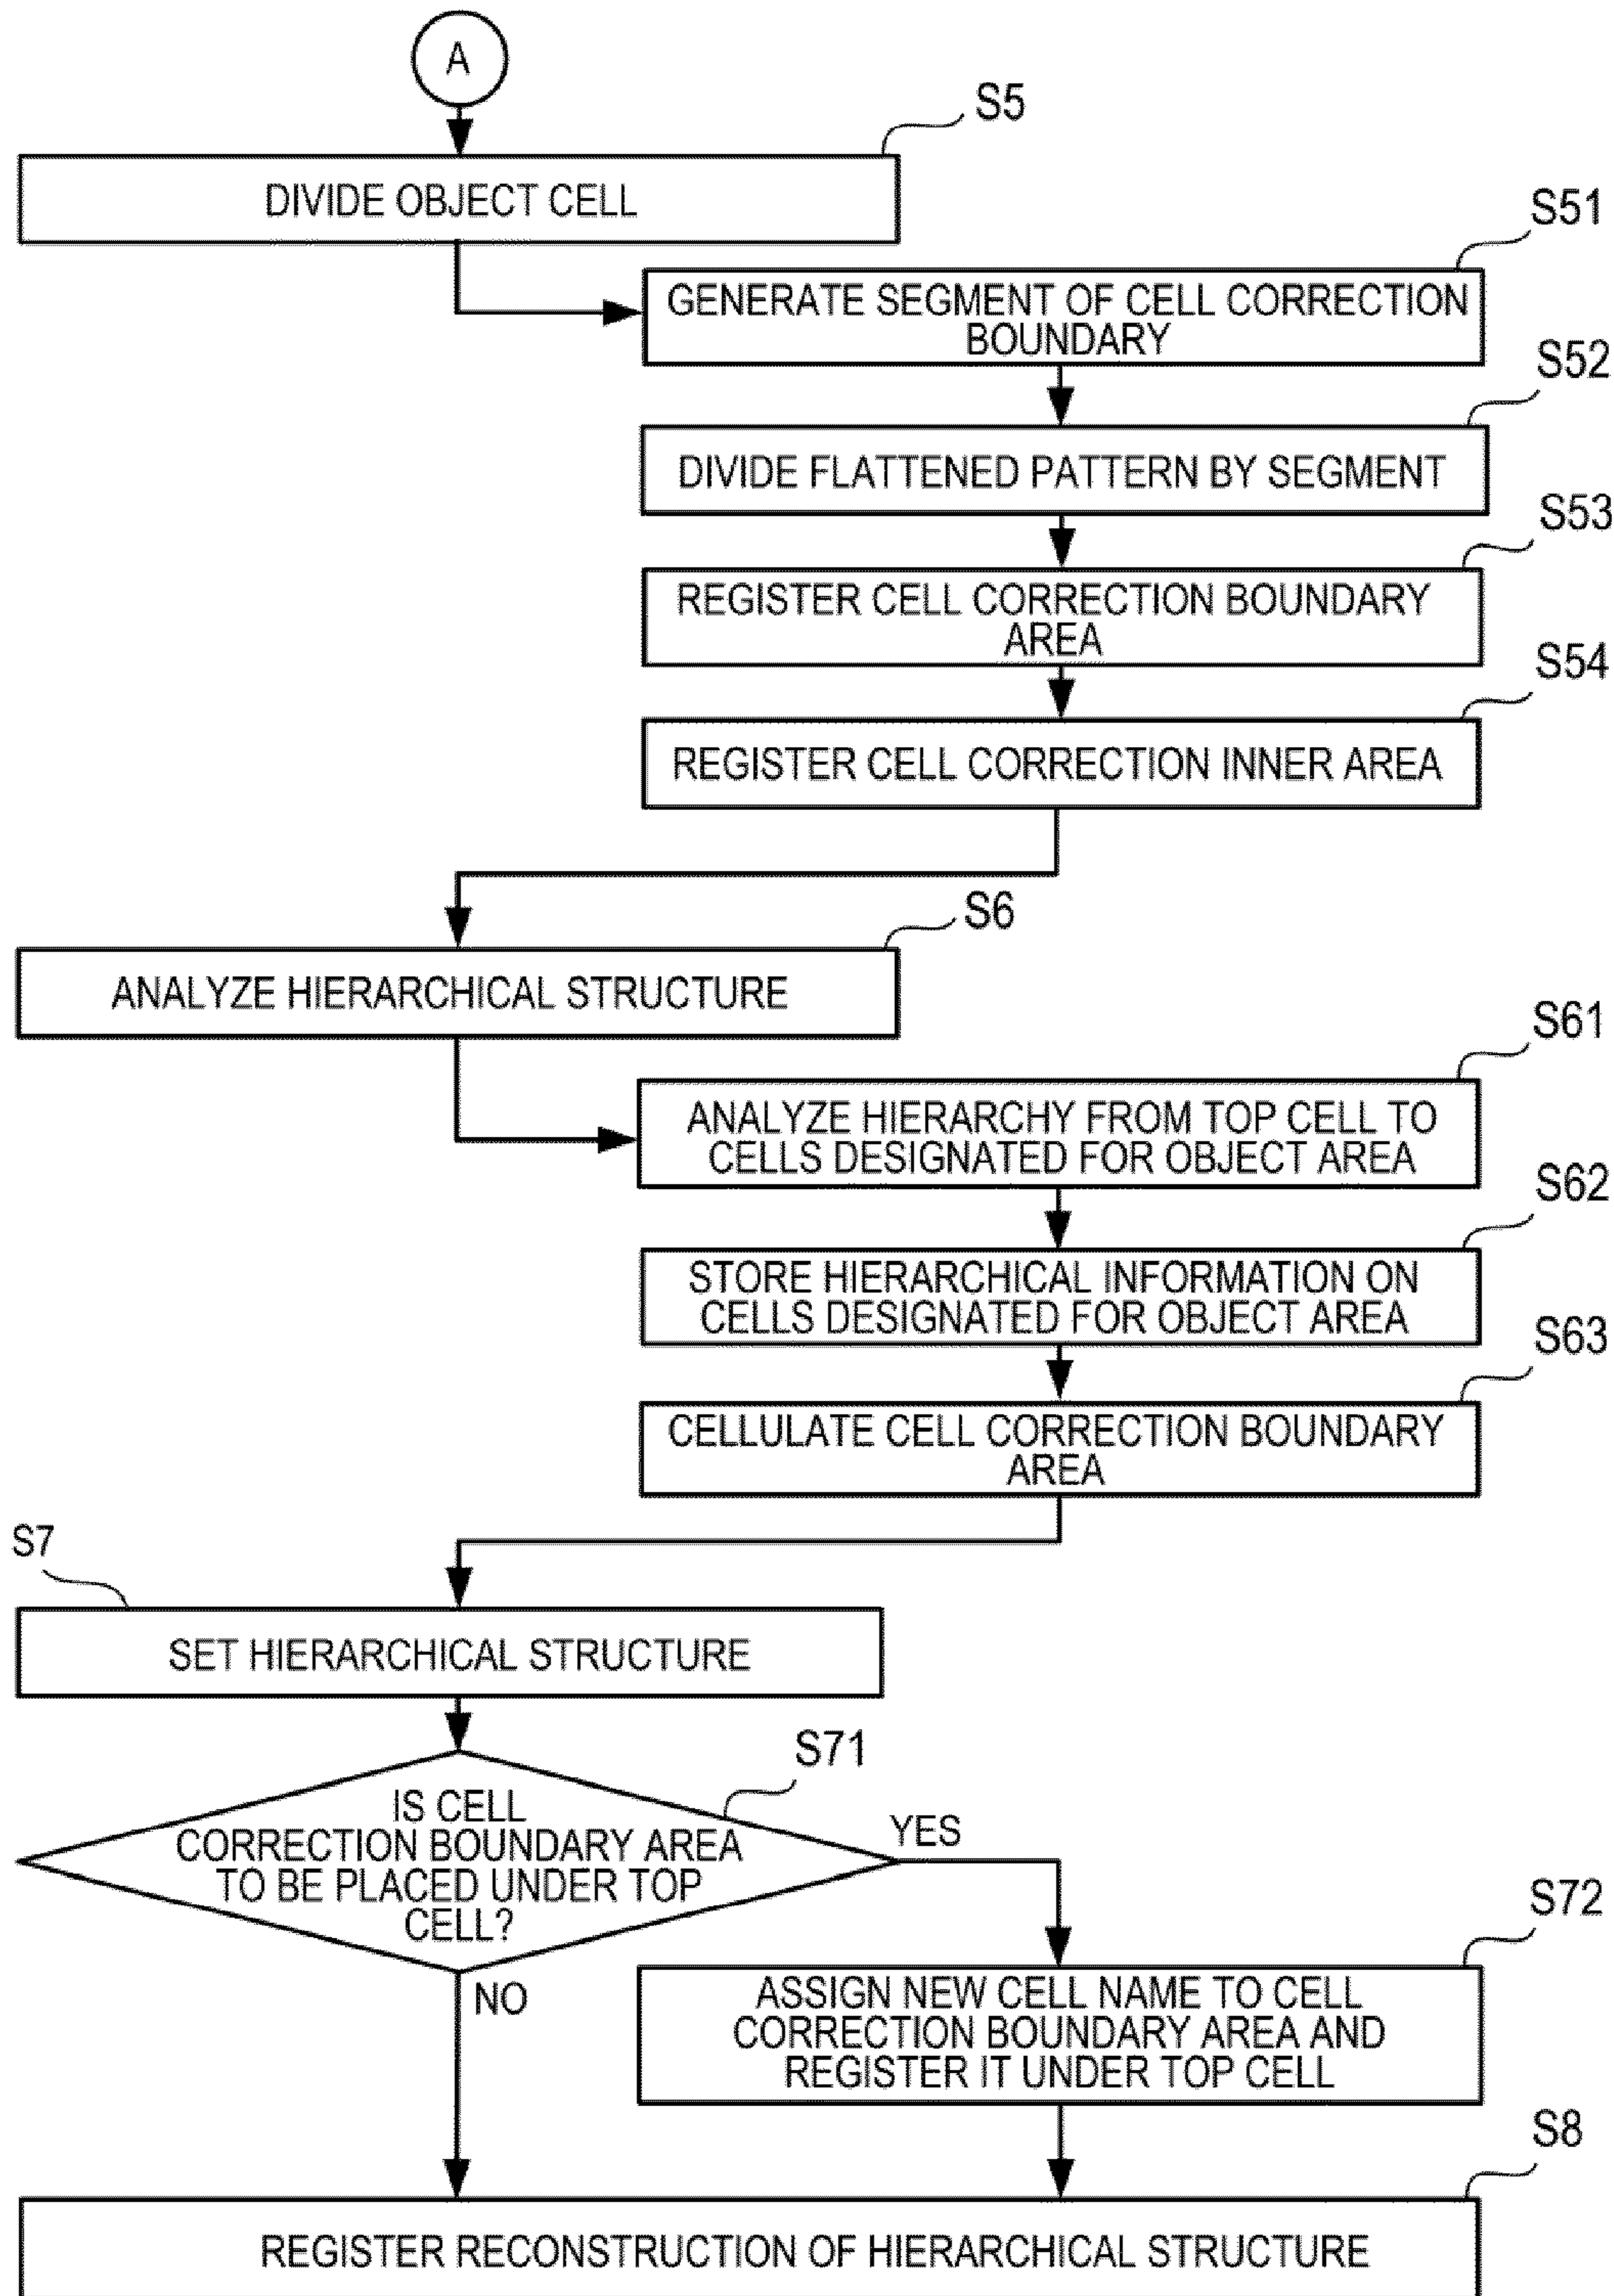 A
S5
DIVIDE OBJECT CELL
S51
GENERATE SEGMENT OF CELL CORRECTION
BOUNDARY
S52
DIVIDE FLATTENED PATTERN BY SEGMENT
S53
REGISTER CELL CORRECTION BOUNDARY
AREA
S54
REGISTER CELL CORRECTION INNER AREA
S6
ANALYZE HIERARCHICAL STRUCTURE
S61
ANALYZE HIERARCHY FROM TOP CELL TO
CELLS DESIGNATED FOR OBJECT AREA
S62
STORE HIERARCHICAL INFORMATION ON
CELLS DESIGNATED FOR OBJECT AREA
S63
CELLULATE CELL CORRECTION BOUNDARY
AREA
S7
SET HIERARCHICAL STRUCTURE
S71
IS CELL
CORRECTION BOUNDARY AREA
TO BE PLACED UNDER TOP
CELL?
YES
NO
S72
ASSIGN NEW CELL NAME TO CELL
CORRECTION BOUNDARY AREA AND
REGISTER IT UNDER TOP CELL
S8
REGISTER RECONSTRUCTION OF HIERARCHICAL STRUCTURE